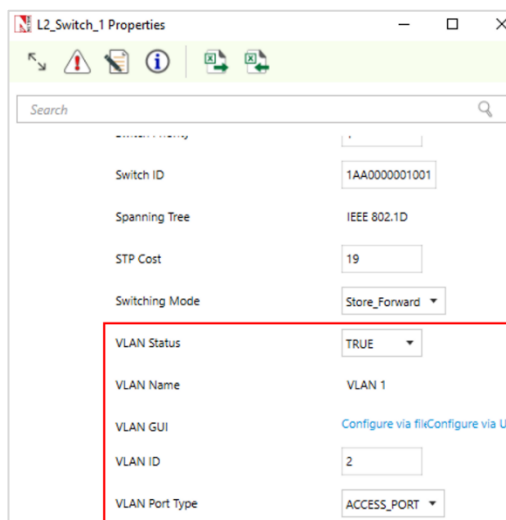 L2_Switch_1 Properties
Search
Switch ID 1AA0000001001
Spanning Tree IEEE 802.1D
STP Cost 19
Switching Mode Store_Forward
VLAN Status TRUE
VLAN Name VLAN 1
VLAN GUI Configure via fileConfigure via U
VLAN ID 2
VLAN Port Type ACCESS_PORT